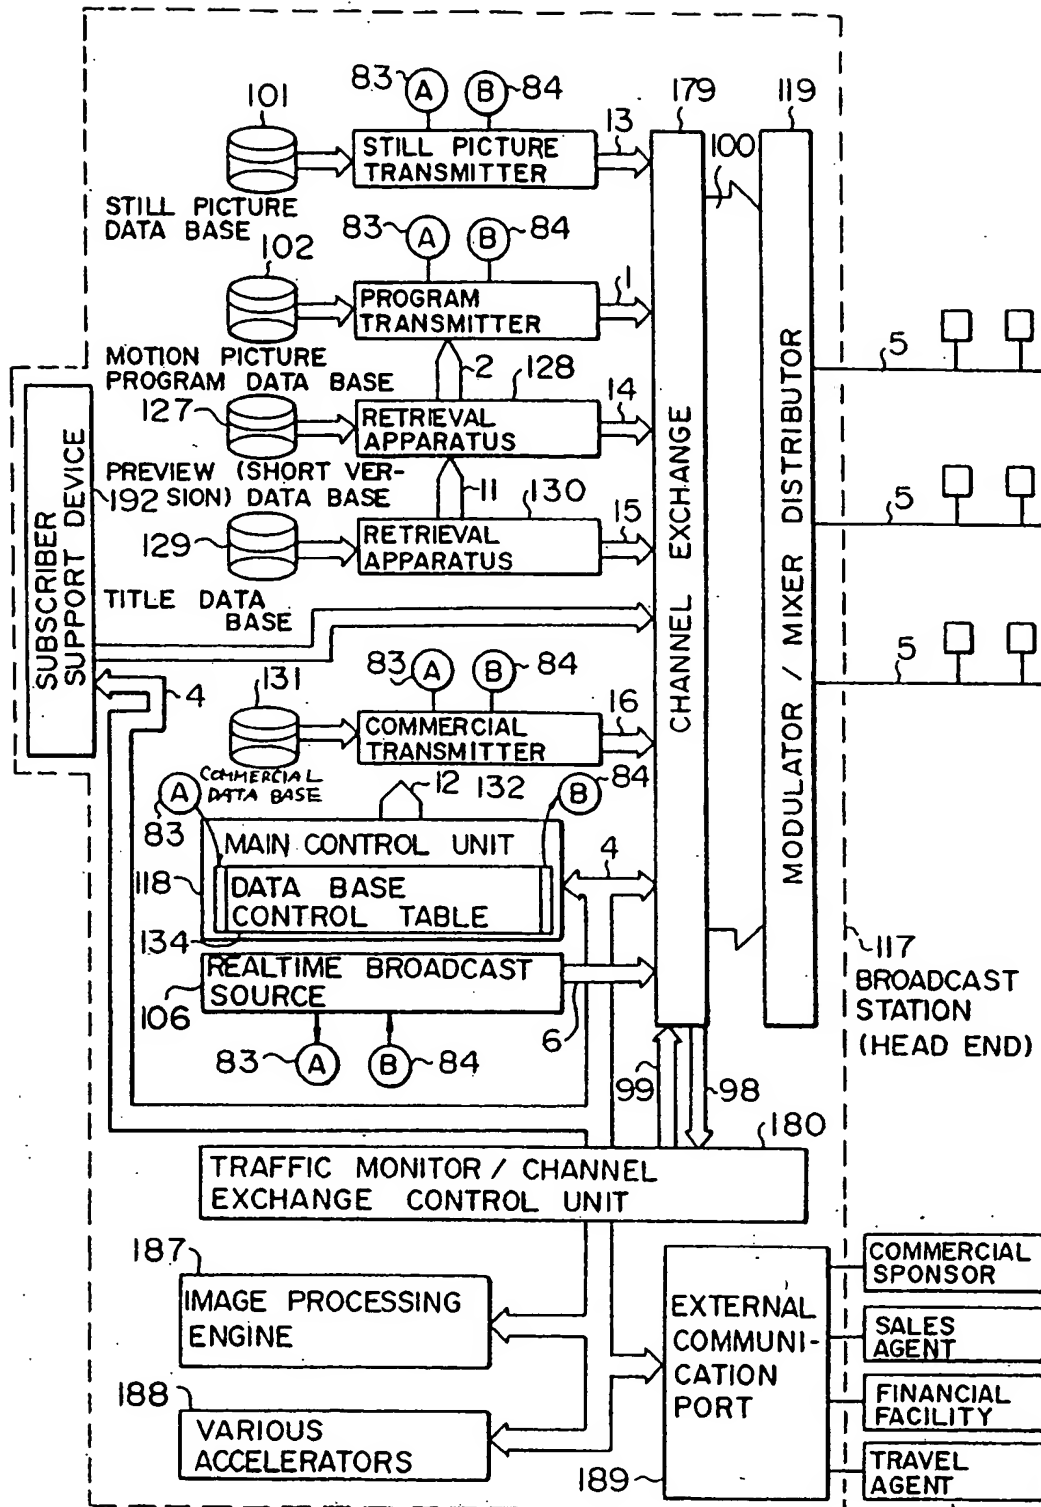 83 A B 84
101
179
119
13
100
STILL PICTURE
TRANSMITTER
STILL PICTURE
DATA BASE
83 A B 84
102
1
PROGRAM
TRANSMITTER
MOTION PICTURE
PROGRAM DATA BASE
2
128
127
14
RETRIEVAL
APPARATUS
5
PREVIEW (SHORT VER-
SION) DATA BASE
192
11
130
129
15
RETRIEVAL
APPARATUS
5
TITLE DATA
BASE
SUBSCRIBER
SUPPORT DEVICE
CHANNEL EXCHANGE
MODULATOR / MIXER DISTRIBUTOR
4
83 A B 84
131
16
5
COMMERCIAL
TRANSMITTER
COMMERCIAL
DATA BASE
12
132
A
83
B
84
MAIN CONTROL UNIT
118
DATA BASE
CONTROL TABLE
4
134
REALTIME BROADCAST
SOURCE
106
6
83 A B 84
117
BROADCAST
STATION
(HEAD END)
99
98
180
TRAFFIC MONITOR / CHANNEL
EXCHANGE CONTROL UNIT
187
IMAGE PROCESSING
ENGINE
188
VARIOUS
ACCELERATORS
EXTERNAL
COMMUNI-
CATION
PORT
189
COMMERCIAL
SPONSOR
SALES
AGENT
FINANCIAL
FACILITY
TRAVEL
AGENT